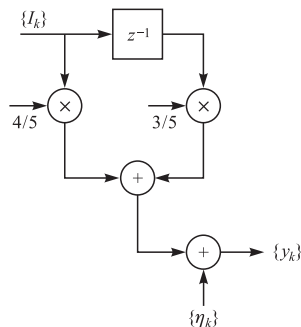 {I_k}
z^{-1}
×
×
4/5
3/5
+
+
{y_k}
{η_k}